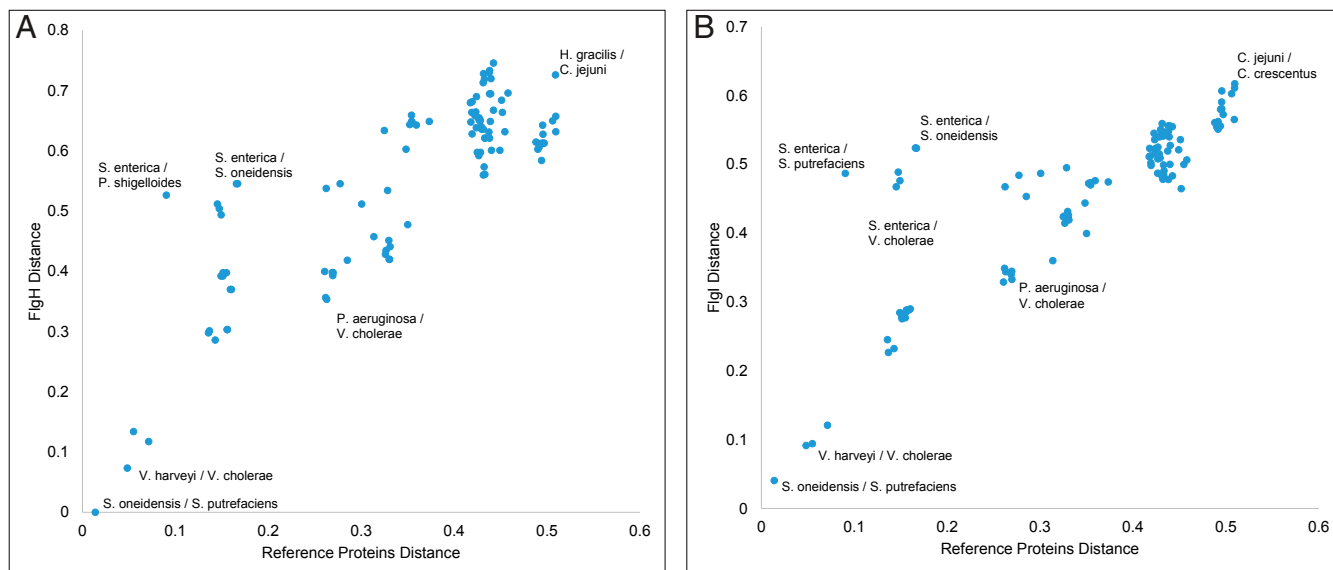 A
0.8
0.7
0.6
0.5
0.4
0.3
0.2
0.1
0
0
0.1
0.2
0.3
0.4
0.5
0.6
FlgH Distance
Reference Proteins Distance
H. gracilis /
C. jejuni
S. enterica /
P. shigelloides
S. enterica /
S. oneidensis
P. aeruginosa /
V. cholerae
V. harveyi / V. cholerae
S. oneidensis / S. putrefaciens
B
0.7
0.6
0.5
0.4
0.3
0.2
0.1
0
0
0.1
0.2
0.3
0.4
0.5
0.6
FlgI Distance
Reference Proteins Distance
C. jejuni /
C. crescentus
S. enterica /
S. oneidensis
S. enterica /
S. putrefaciens
S. enterica /
V. cholerae
P. aeruginosa /
V. cholerae
V. harveyi / V. cholerae
S. oneidensis / S. putrefaciens